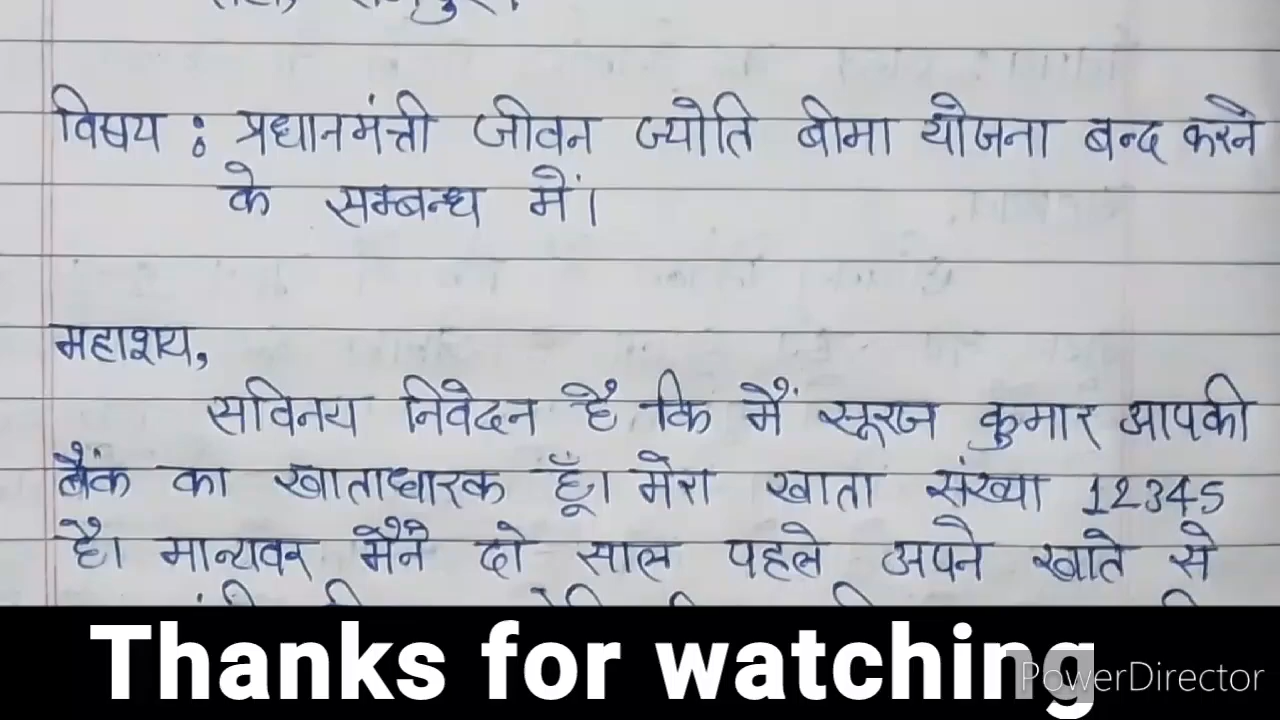 विषय : प्रधानमंत्री जीवन ज्योति बीमा योजना बन्द करने
के सम्बन्ध में।
महाशय,
सविनय निवेदन है कि मैं सूरज कुमार आपकी
बैंक का खाताधारक हूँ। मेरा खाता संख्या 12345
है। मान्यवर मैंने दो साल पहले अपने खाते से
Thanks for watching
PowerDirector